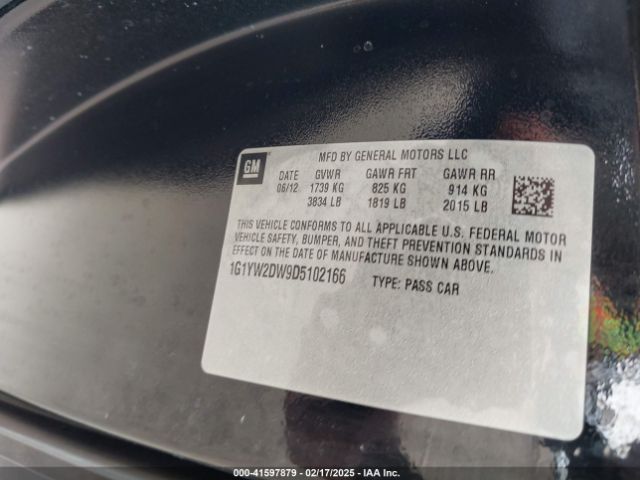 GM
MFD BY GENERAL MOTORS LLC
DATE GVWR GAWR FRT GAWR RR
06/12 1739 KG 825 KG 914 KG
3834 LB 1819 LB 2015 LB
THIS VEHICLE CONFORMS TO ALL APPLICABLE U.S. FEDERAL MOTOR
VEHICLE SAFETY, BUMPER, AND THEFT PREVENTION STANDARDS IN
EFFECT ON THE DATE OF MANUFACTURE SHOWN ABOVE.
1G1YW2DW9D5102166 TYPE: PASS CAR
© - 41597879 - 02/17/2025 - IAA Inc.